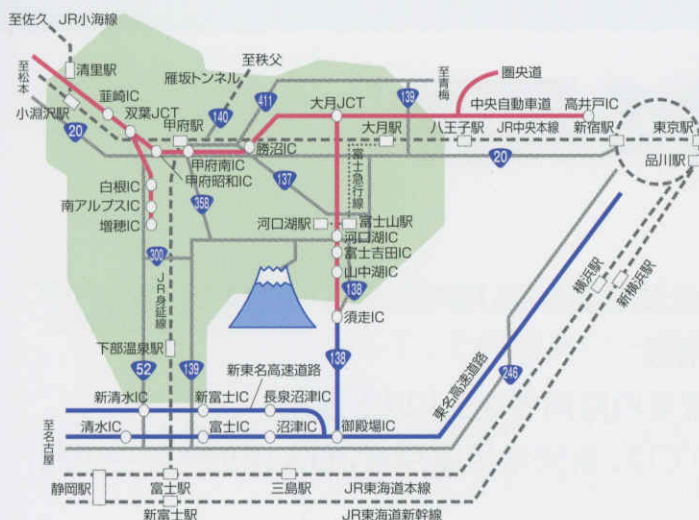 至佐久 JR小海線
至松本
清里駅
小淵沢駅
韮崎IC
双葉JCT
20
甲府駅
雁坂トンネル
至秩父
140
411
139
至青梅
圏央道
大月JCT
中央自動車道
高井戸IC
大月駅
八王子駅
JR中央本線
新宿駅
東京駅
品川駅
20
勝沼IC
甲府南IC
甲府昭和IC
137
富士急行線
358
白根IC
南アルプスIC
増穂IC
河口湖駅
富士山駅
河口湖IC
富士吉田IC
山中湖IC
138
須走IC
300
JR身延線
下部温泉駅
52
139
138
横浜駅
新横浜駅
東名高速道路
246
新東名高速道路
新清水IC
新富士IC
長泉沼津IC
至名古屋
清水IC
富士IC
沼津IC
御殿場IC
静岡駅
富士駅
三島駅
JR東海道本線
新富士駅
JR東海道新幹線